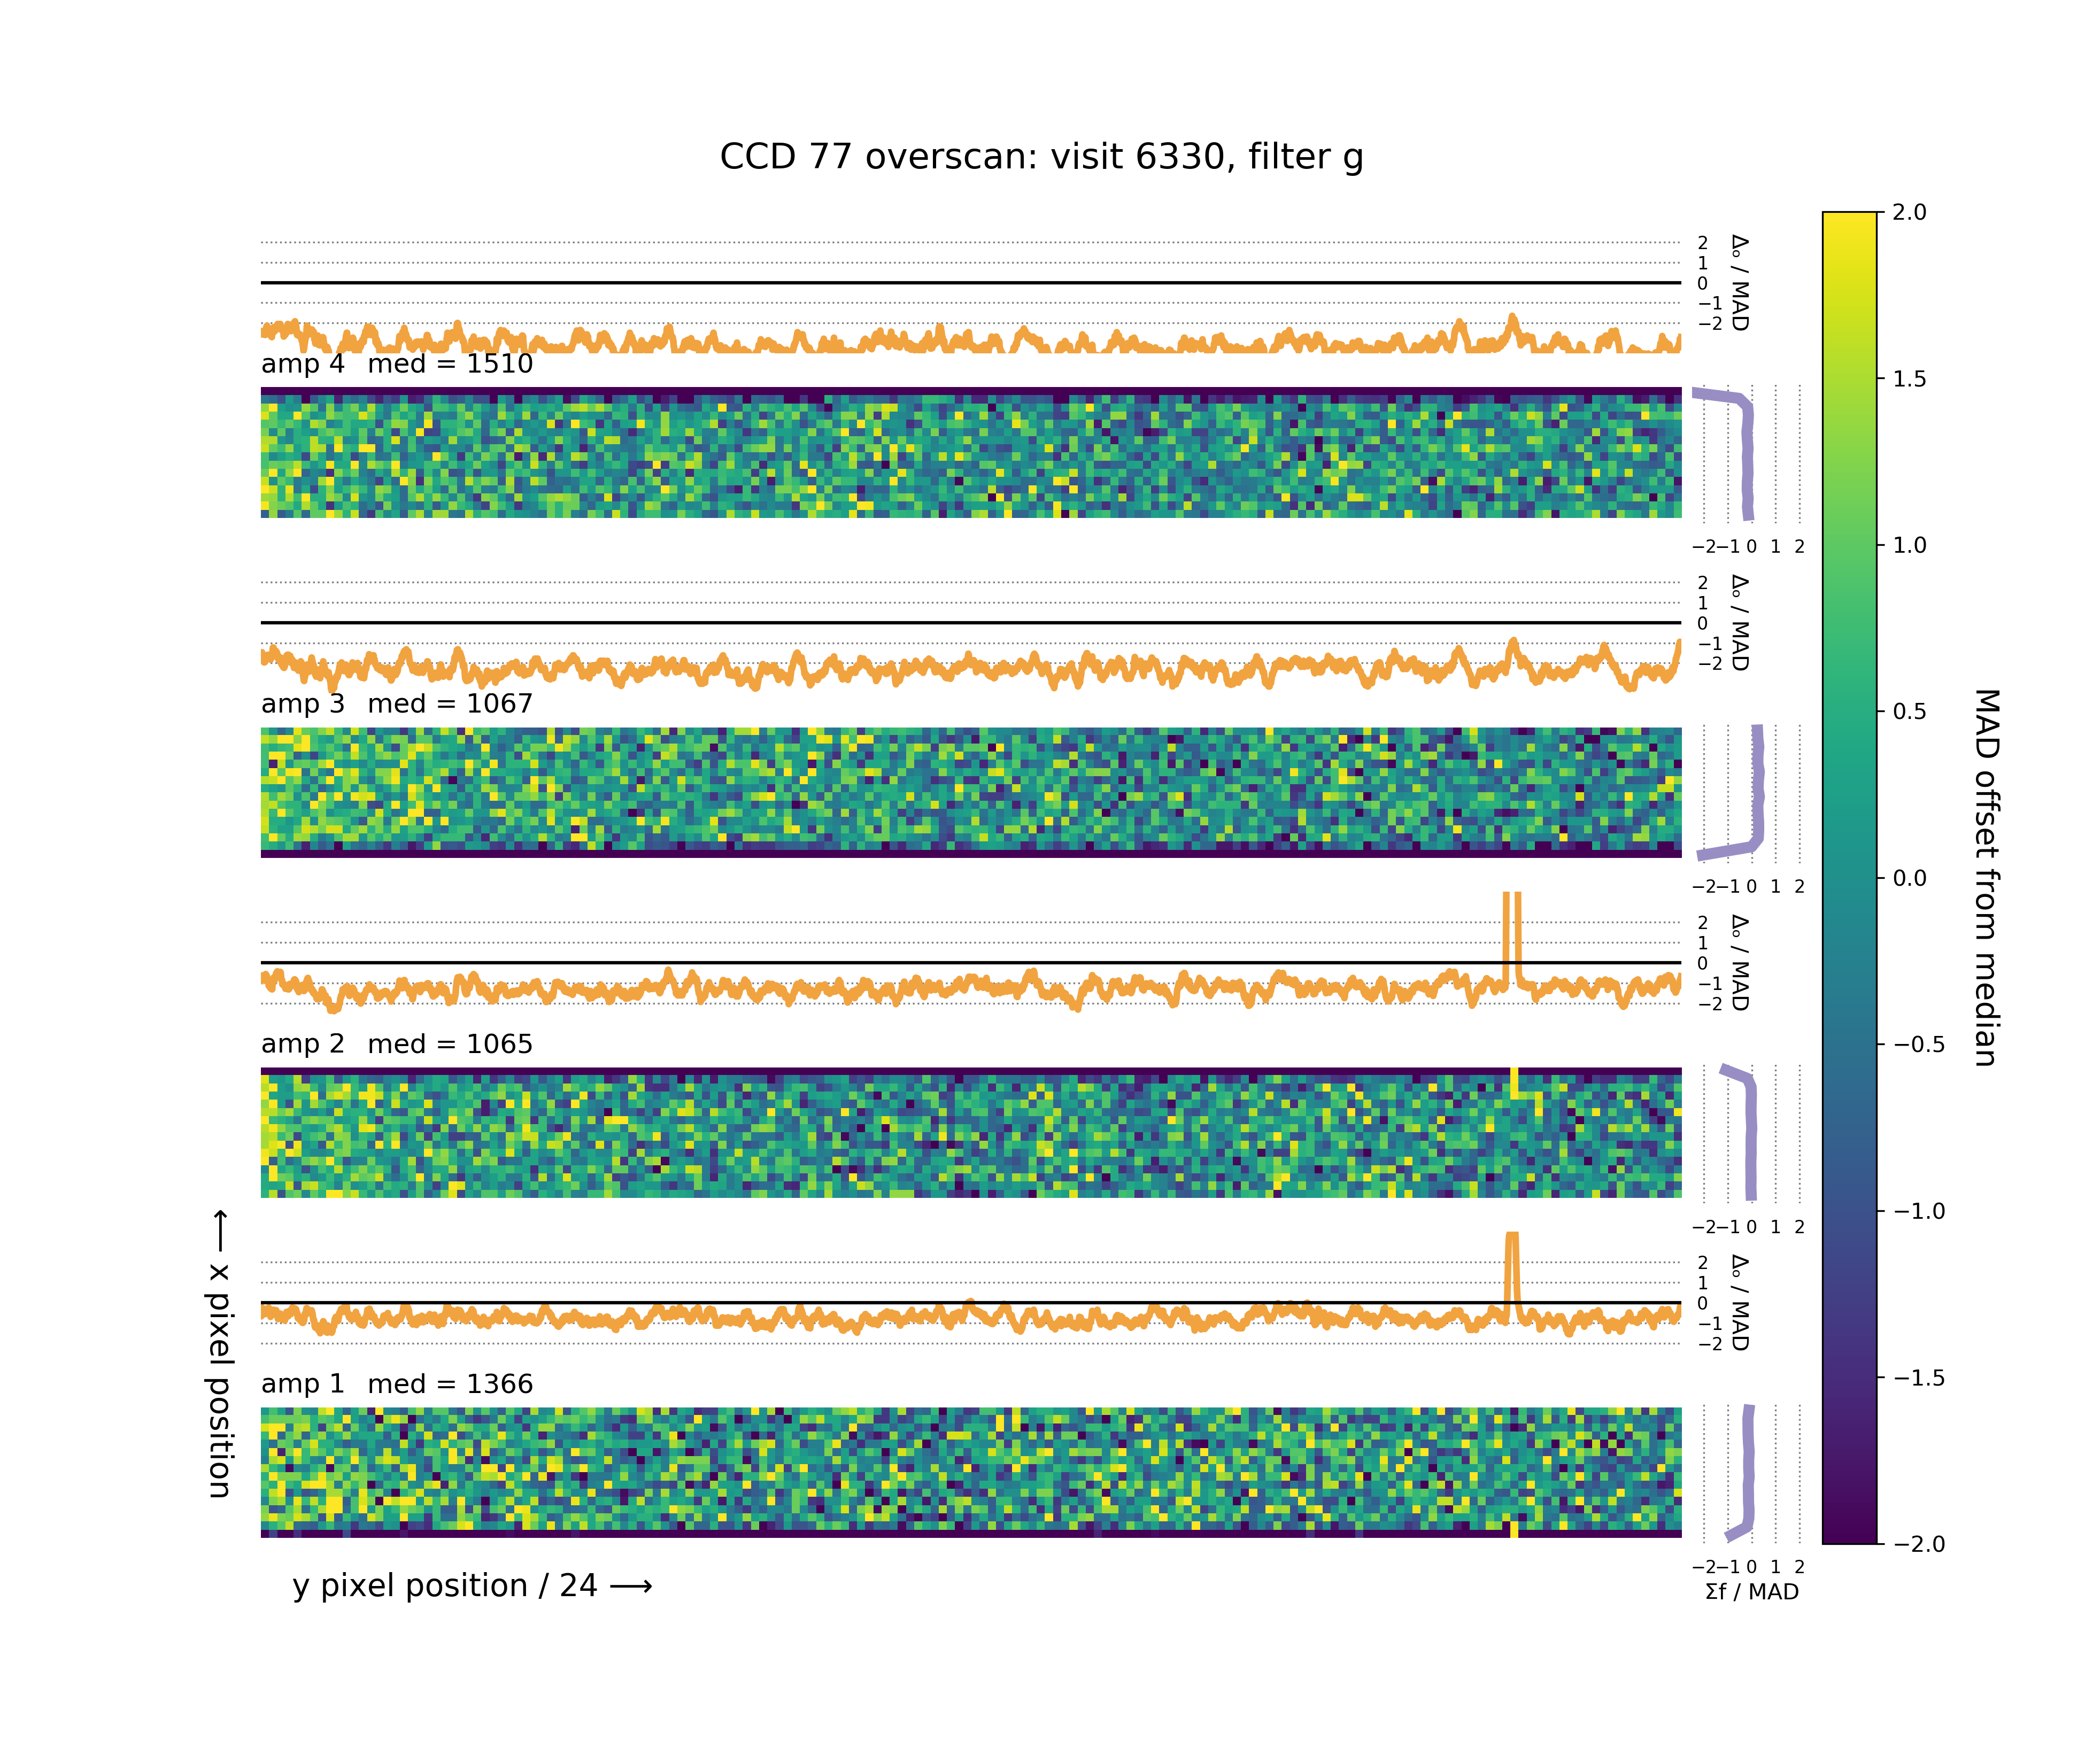 CCD 77 overscan: visit 6330, filter g
2
1
0
−1
−2
Δₒ / MAD
amp 4 med = 1510
−2 −1 0 1 2
2
1
0
−1
−2
Δₒ / MAD
amp 3 med = 1067
−2 −1 0 1 2
2
1
0
−1
−2
Δₒ / MAD
amp 2 med = 1065
−2 −1 0 1 2
2
1
0
−1
−2
Δₒ / MAD
amp 1 med = 1366
−2 −1 0 1 2
Σf / MAD
⟵ x pixel position
y pixel position / 24 ⟶
2.0
1.5
1.0
0.5
0.0
−0.5
−1.0
−1.5
−2.0
MAD offset from median